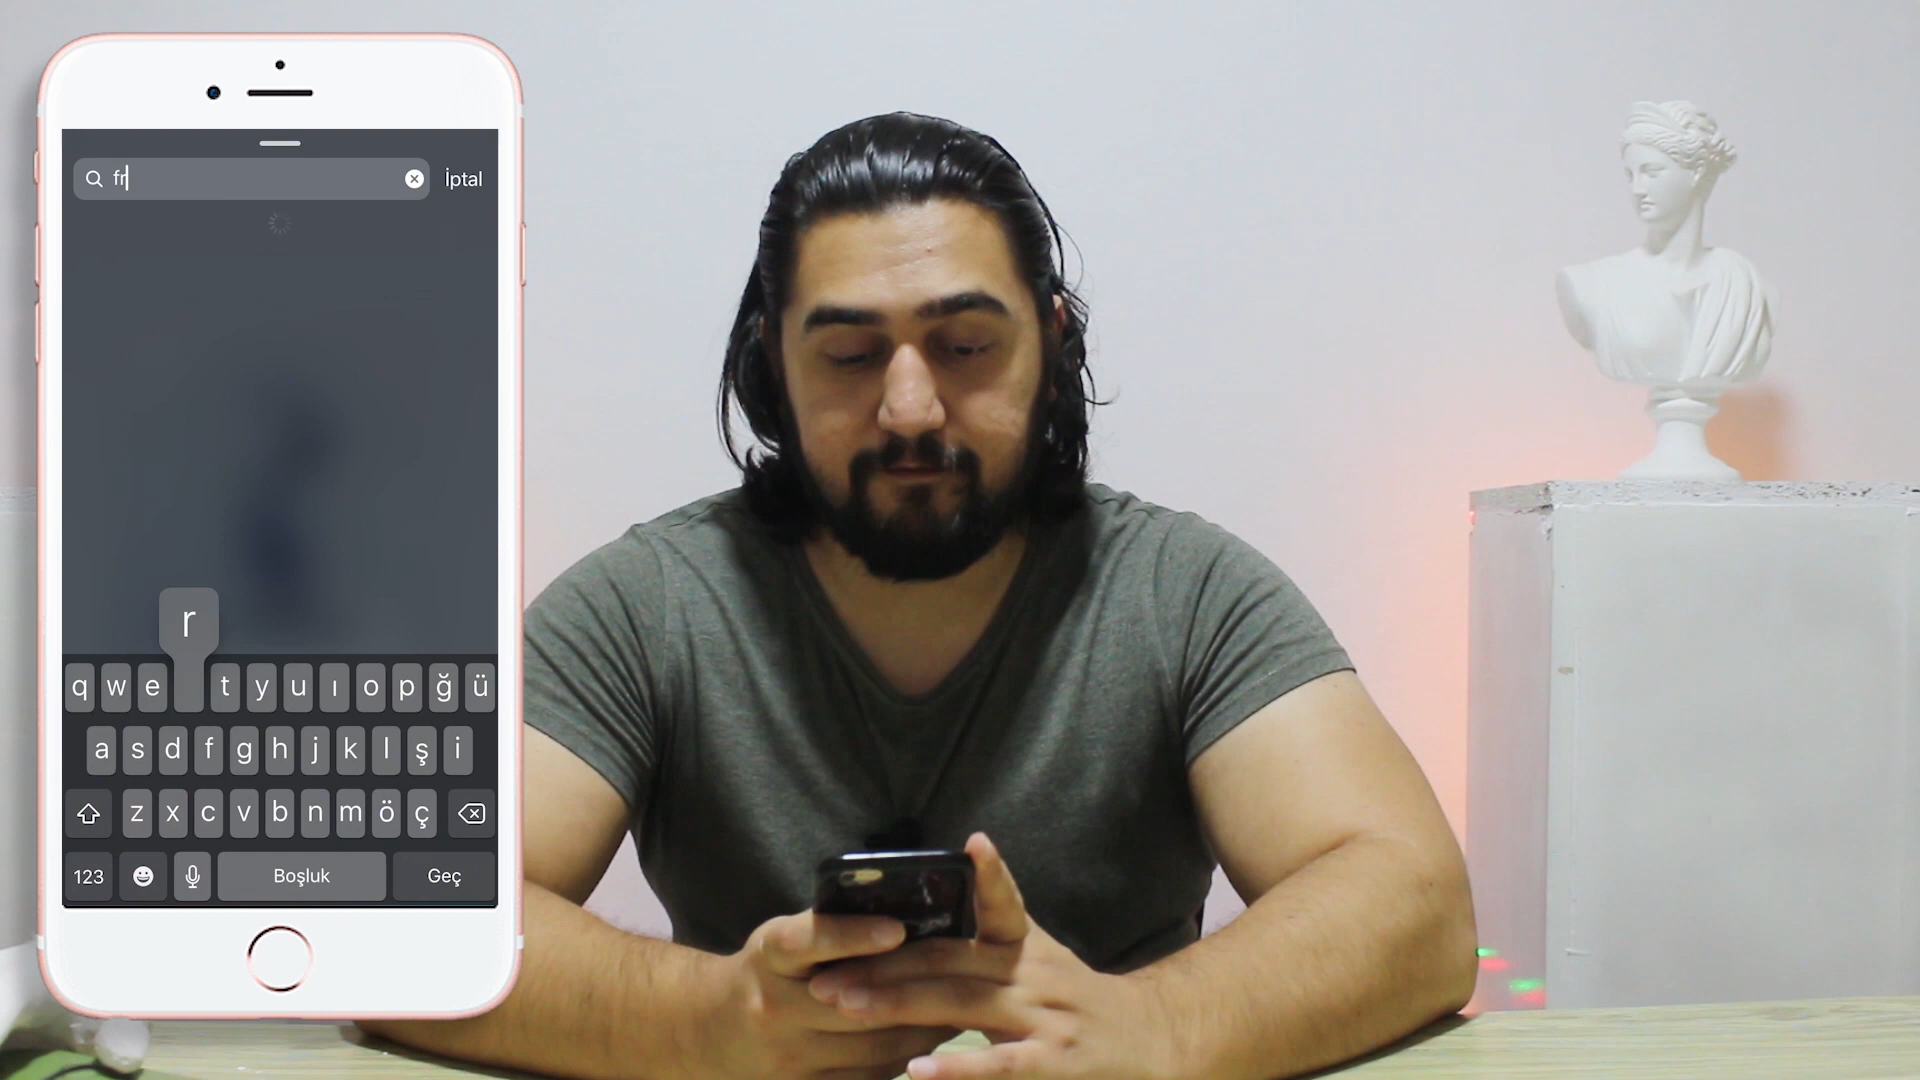 fr
İptal
r
q w e t y u ı o p ğ ü
a s d f g h j k l ş i
z x c v b n m ö ç
123 Boşluk Geç